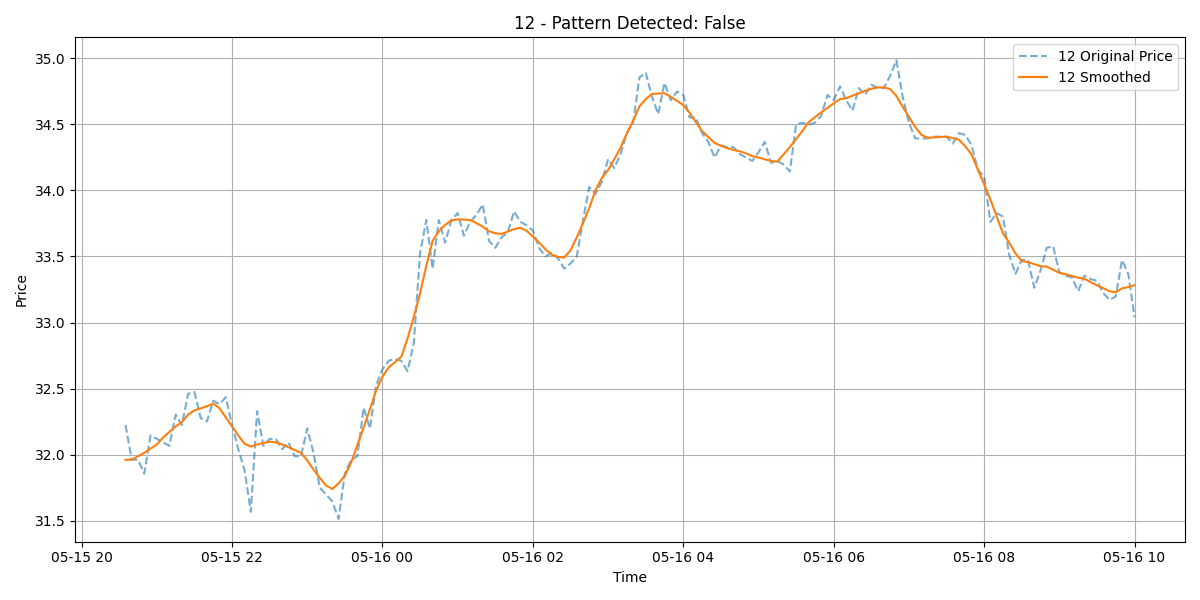 12 - Pattern Detected: False
12 Original Price
12 Smoothed
Price
35.0
34.5
34.0
33.5
33.0
32.5
32.0
31.5
05-15 20 05-15 22 05-16 00 05-16 02 05-16 04 05-16 06 05-16 08 05-16 10
Time